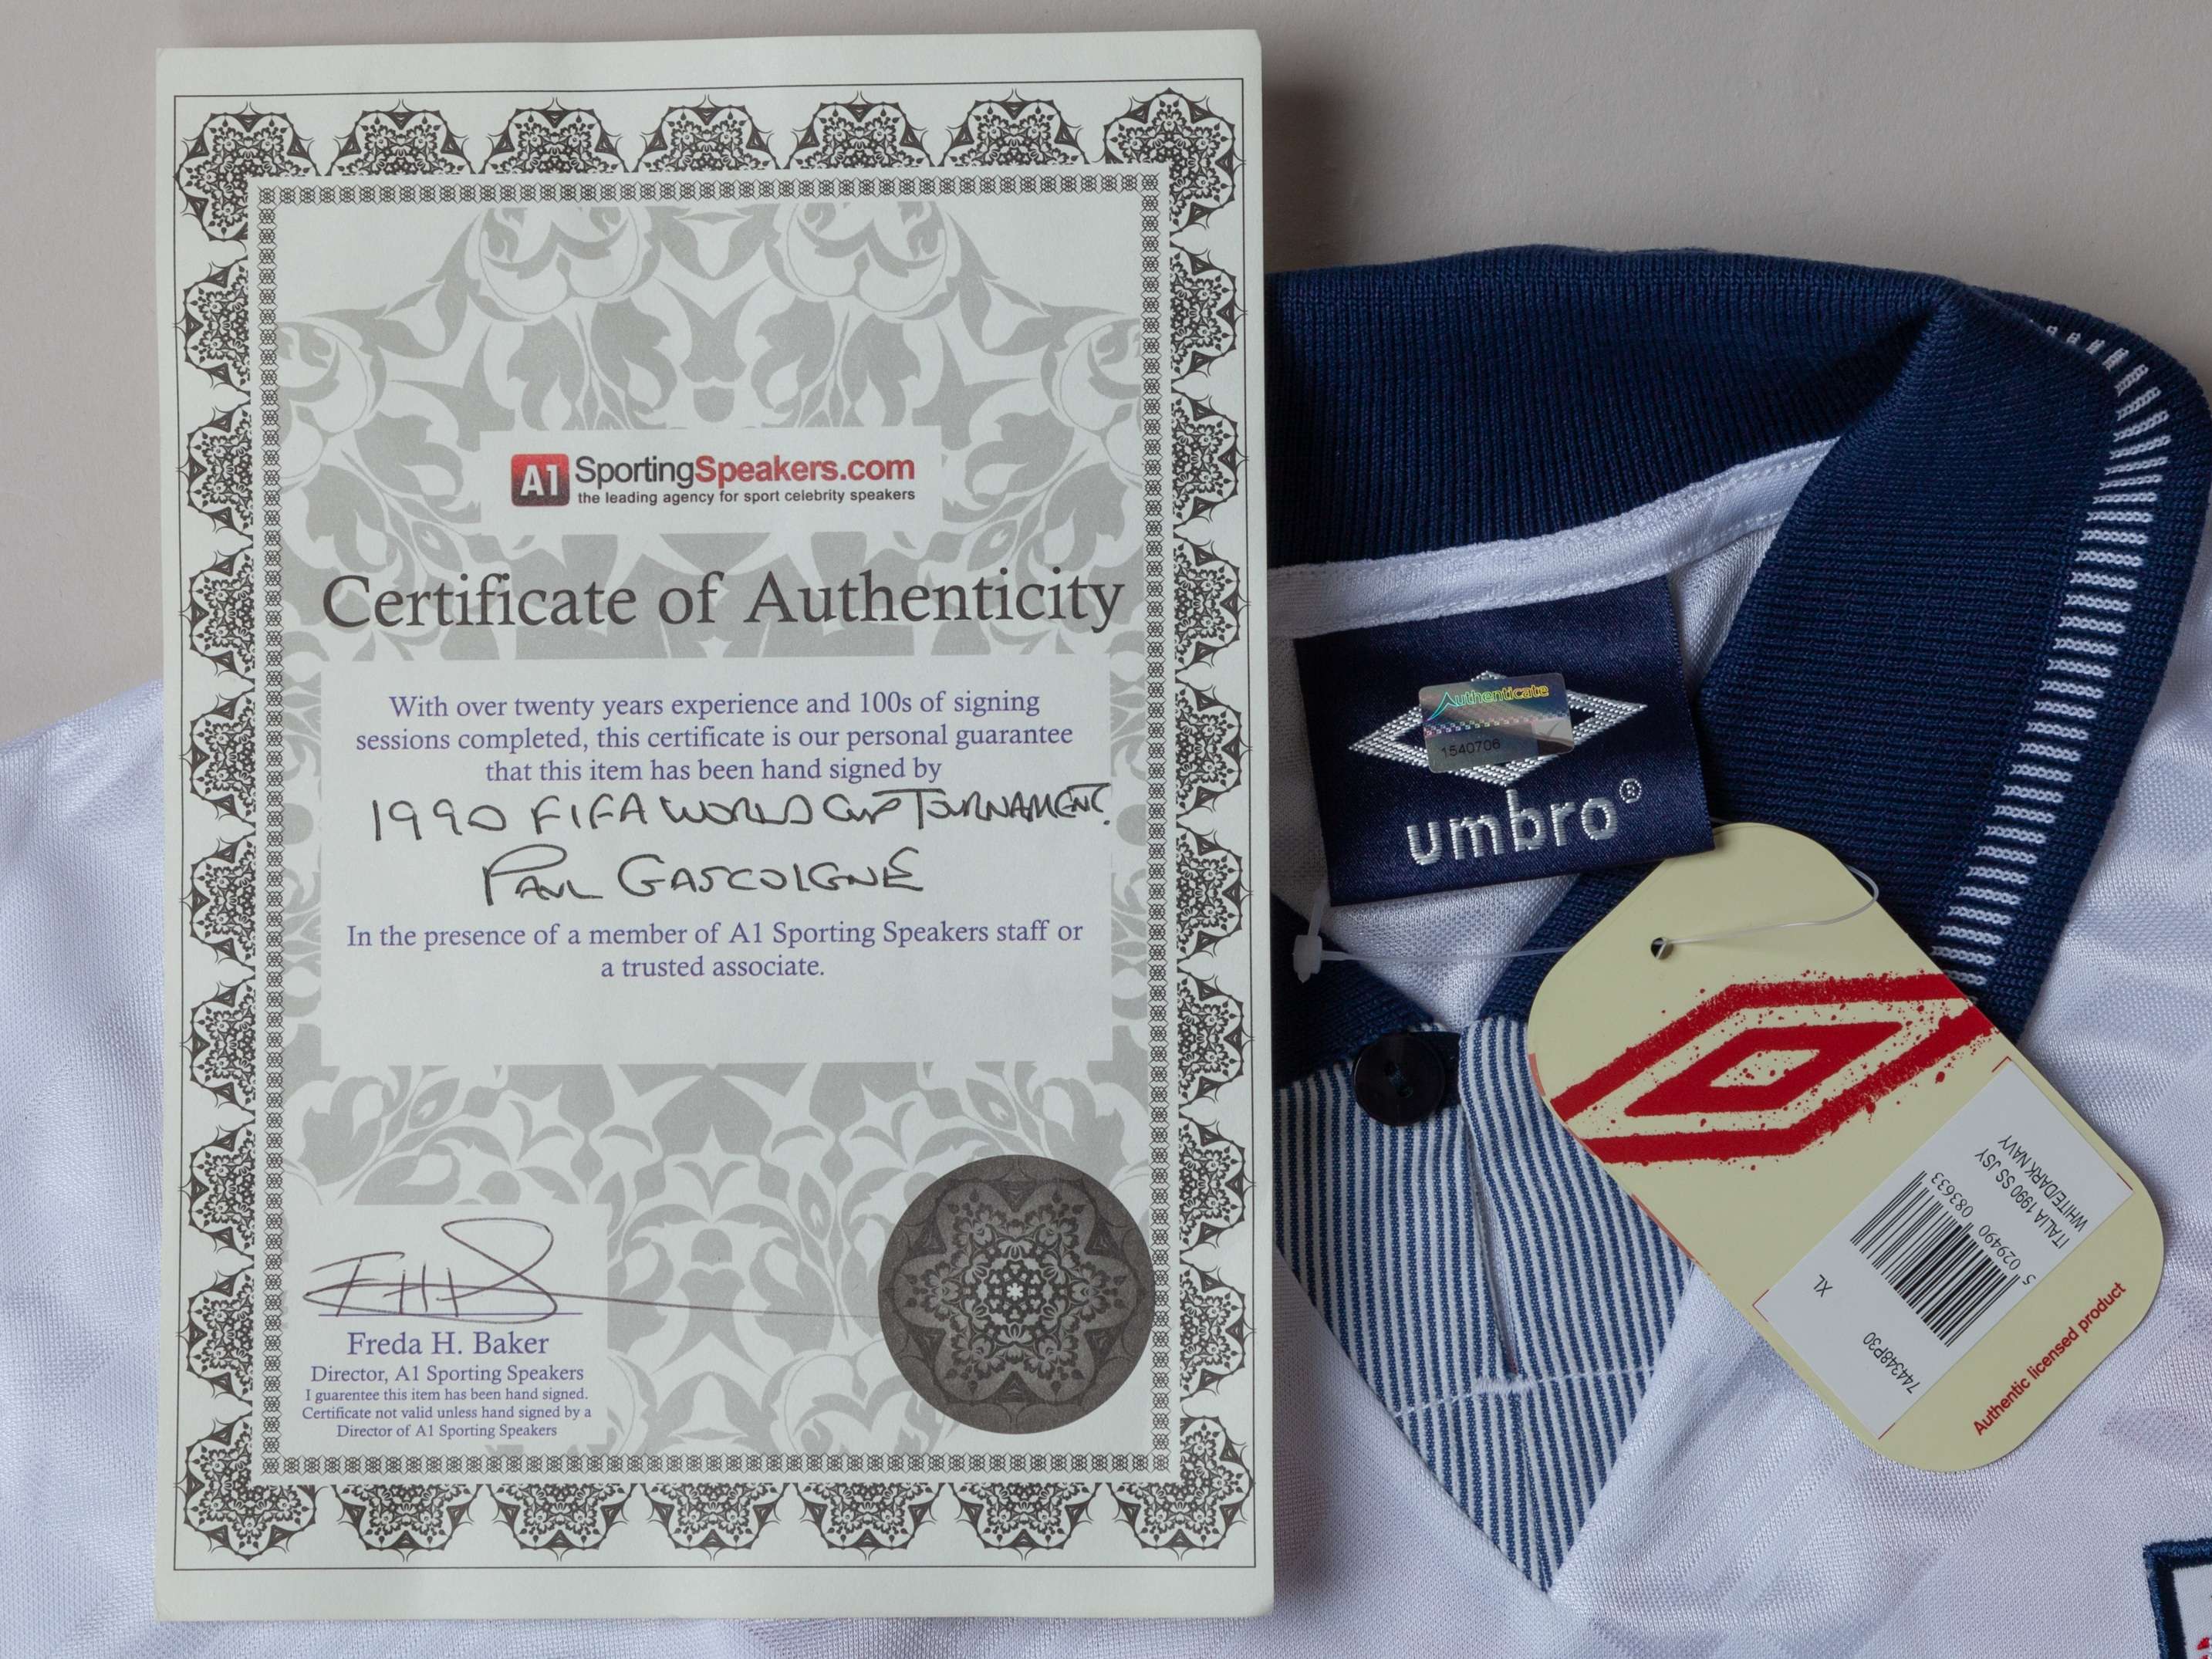 A1 SportingSpeakers.com
the leading agency for sport celebrity speakers
Certificate of Authenticity
With over twenty years experience and 100s of signing
sessions completed, this certificate is our personal guarantee
that this item has been hand signed by
1990 FIFA WORLD CUP TOURNAMENT.
PAUL GASCOIGNE
In the presence of a member of A1 Sporting Speakers staff or
a trusted associate.
Freda H. Baker
Director, A1 Sporting Speakers
I guarentee this item has been hand signed.
Certificate not valid unless hand signed by a
Director of A1 Sporting Speakers
Authenticate
1540706
umbro®
ITALIA 1990 SS JSY
WHITE/DARK NAVY
5 029490 083633
XL
744348P30
Authentic licensed product